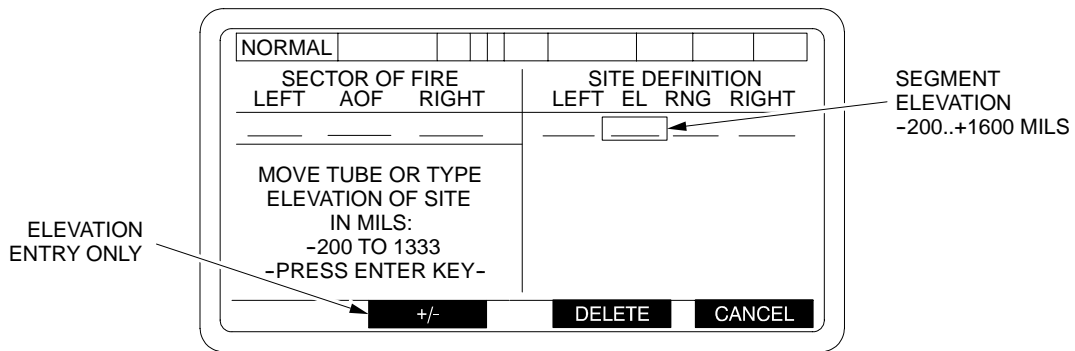 NORMAL
SECTOR OF FIRE
LEFT AOF RIGHT
SITE DEFINITION
LEFT EL RNG RIGHT
SEGMENT
ELEVATION
-200..+1600 MILS
MOVE TUBE OR TYPE
ELEVATION OF SITE
IN MILS:
-200 TO 1333
-PRESS ENTER KEY-
ELEVATION
ENTRY ONLY
+/- DELETE CANCEL